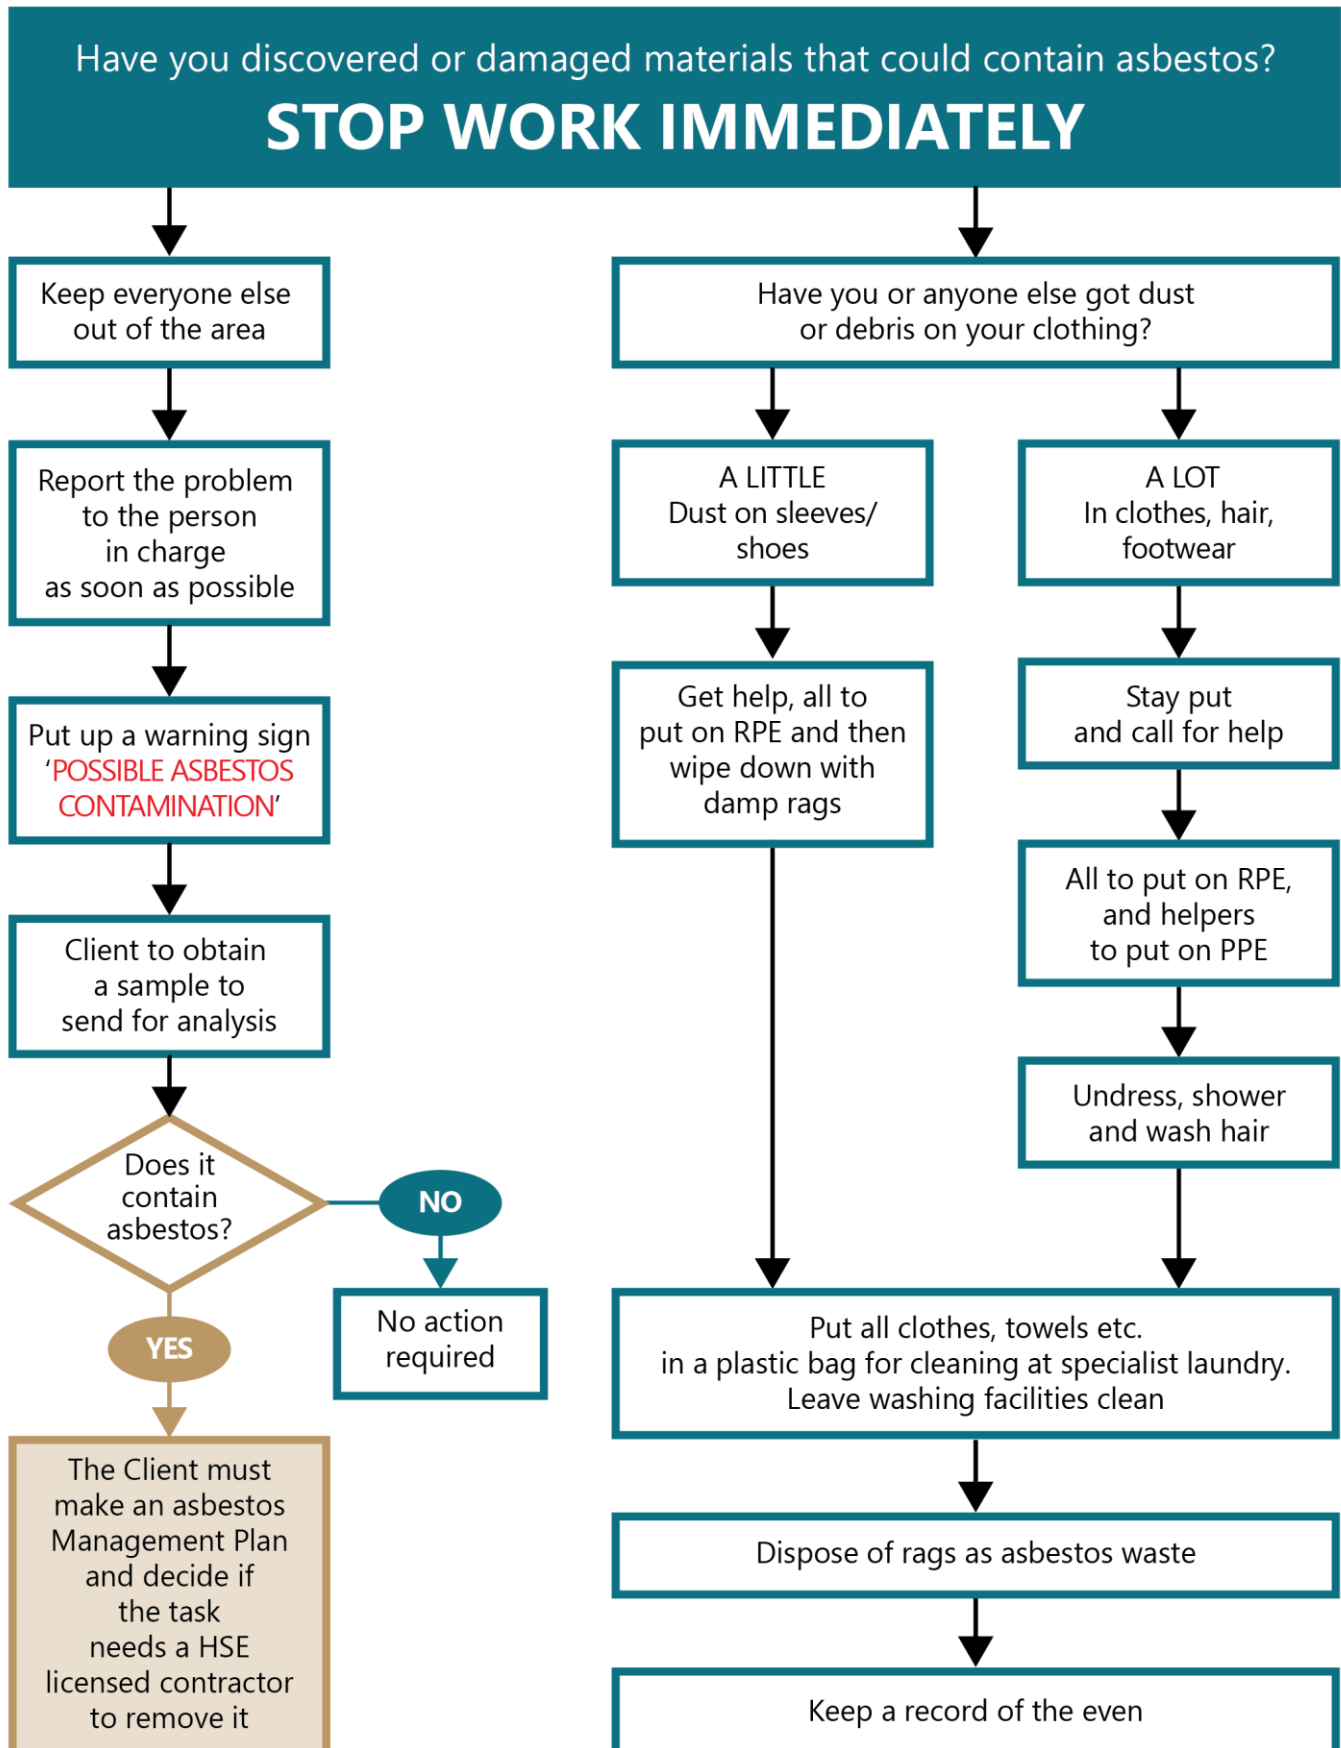 Have you discovered or damaged materials that could contain asbestos?
STOP WORK IMMEDIATELY
Keep everyone else
out of the area
Report the problem
to the person
in charge
as soon as possible
Put up a warning sign
‘POSSIBLE ASBESTOS
CONTAMINATION’
Client to obtain
a sample to
send for analysis
Does it
contain
asbestos?
NO
No action
required
YES
The Client must
make an asbestos
Management Plan
and decide if
the task
needs a HSE
licensed contractor
to remove it
Have you or anyone else got dust
or debris on your clothing?
A LITTLE
Dust on sleeves/
shoes
Get help, all to
put on RPE and then
wipe down with
damp rags
A LOT
In clothes, hair,
footwear
Stay put
and call for help
All to put on RPE,
and helpers
to put on PPE
Undress, shower
and wash hair
Put all clothes, towels etc.
in a plastic bag for cleaning at specialist laundry.
Leave washing facilities clean
Dispose of rags as asbestos waste
Keep a record of the even